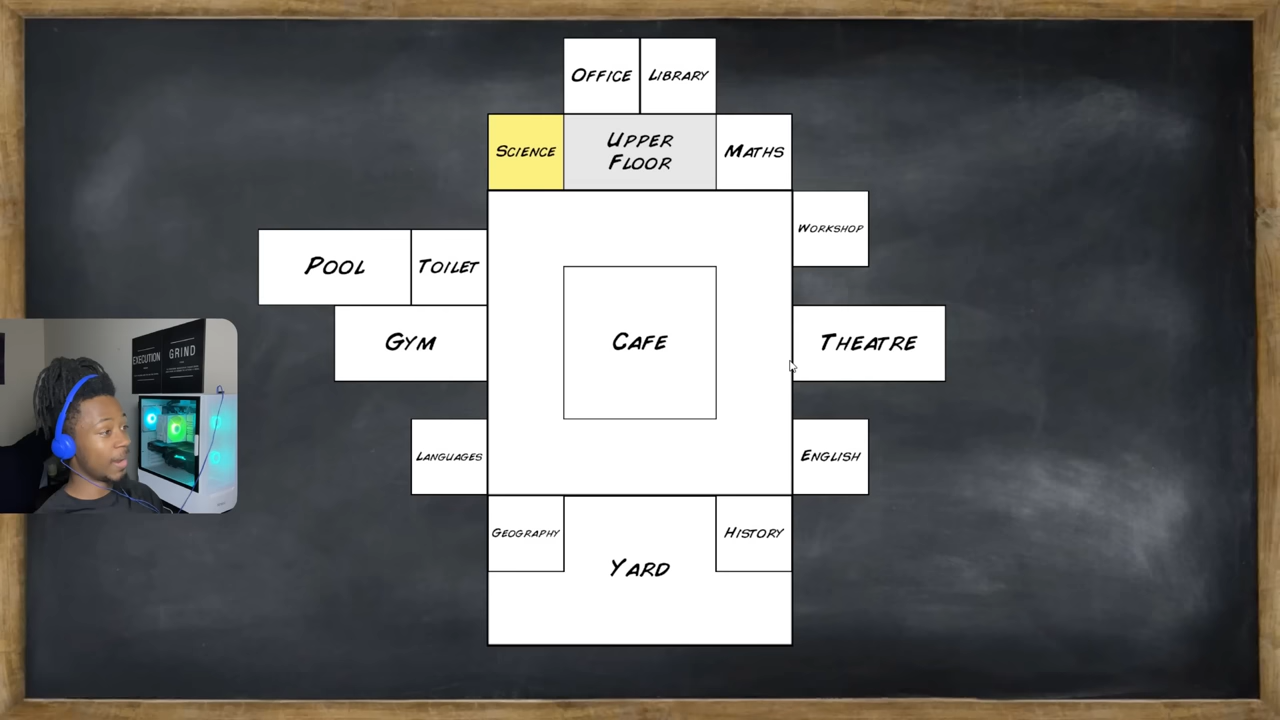 OFFICE
LIBRARY
SCIENCE
UPPER
FLOOR
MATHS
WORKSHOP
POOL
TOILET
GYM
CAFE
THEATRE
LANGUAGES
ENGLISH
GEOGRAPHY
HISTORY
YARD
EXECUTION
GRIND